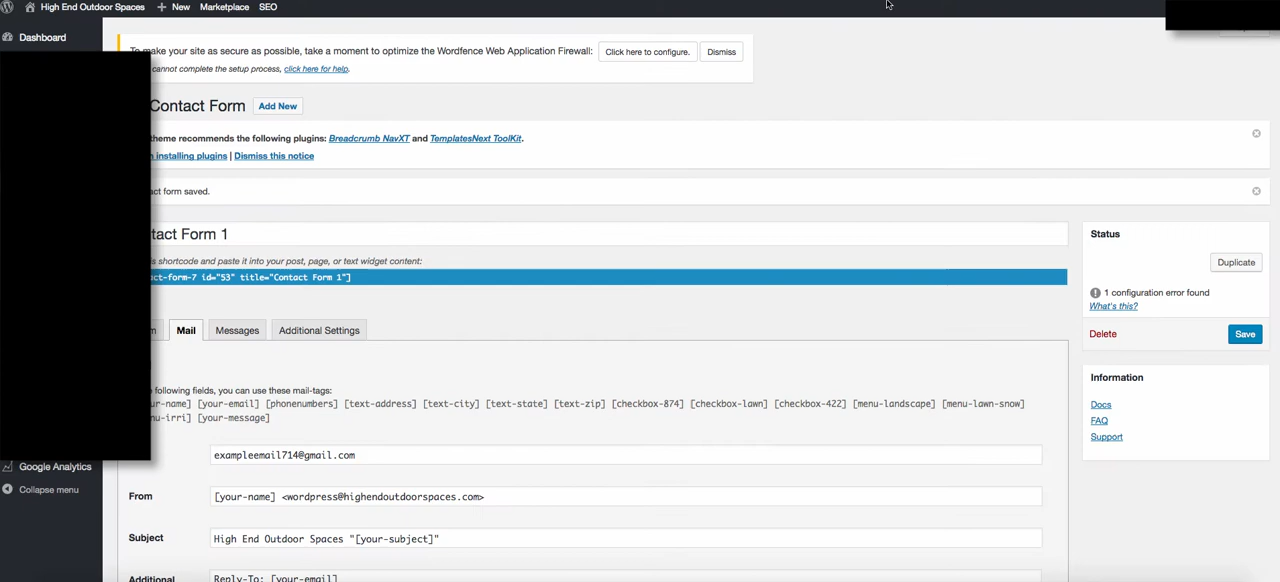 High End Outdoor Spaces + New Marketplace SEO
Dashboard
To make your site as secure as possible, take a moment to optimize the Wordfence Web Application Firewall: Click here to configure. Dismiss
cannot complete the setup process, click here for help.
Contact Form Add New
theme recommends the following plugins: Breadcrumb NavXT and TemplatesNext ToolKit.
installing plugins | Dismiss this notice
form saved.
Form 1
shortcode and paste it into your post, page, or text widget content:
ct-form-7 id="53" title="Contact Form 1"]
Status
Duplicate
1 configuration error found
What's this?
Delete Save
Mail Messages Additional Settings
Information
Docs
FAQ
Support
following fields, you can use these mail-tags:
[your-email] [phonenumbers] [text-address] [text-city] [text-state] [text-zip] [checkbox-874] [checkbox-lawn] [checkbox-422] [menu-landscape] [menu-lawn-snow]
[your-message]
exampleemail714@gmail.com
From [your-name] <wordpress@highendoutdoorspaces.com>
Subject High End Outdoor Spaces "[your-subject]"
Additional Reply-To: [your-email]
Google Analytics
Collapse menu